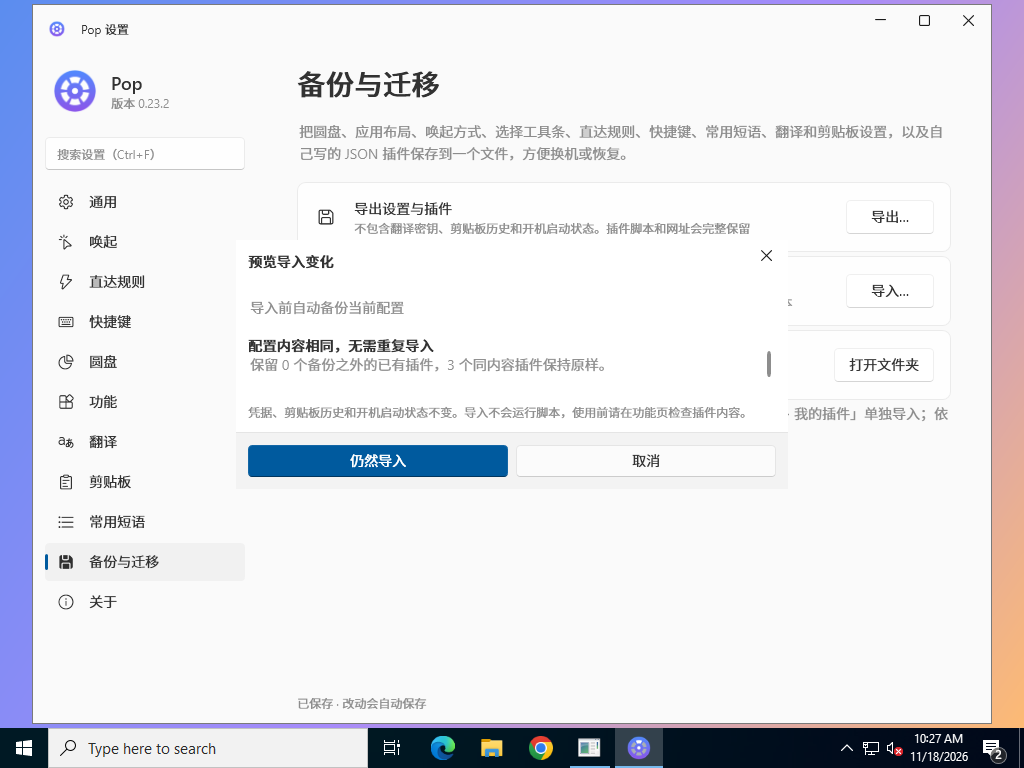 Pop 设置
Pop
版本 0.23.2
搜索设置（Ctrl+F）
通用
唤起
直达规则
快捷键
圆盘
功能
翻译
剪贴板
常用短语
备份与迁移
关于
备份与迁移
把圆盘、应用布局、唤起方式、选择工具条、直达规则、快捷键、常用短语、翻译和剪贴板设置，以及自
己写的 JSON 插件保存到一个文件，方便换机或恢复。
导出设置与插件
不包含翻译密钥、剪贴板历史和开机启动状态。插件脚本和网址会完整保留
导出...
导入...
打开文件夹
我的插件」单独导入；依
预览导入变化
导入前自动备份当前配置
配置内容相同，无需重复导入
保留 0 个备份之外的已有插件，3 个同内容插件保持原样。
凭据、剪贴板历史和开机启动状态不变。导入不会运行脚本，使用前请在功能页检查插件内容。
仍然导入
取消
已保存 · 改动会自动保存
Type here to search
10:27 AM
11/18/2026
2